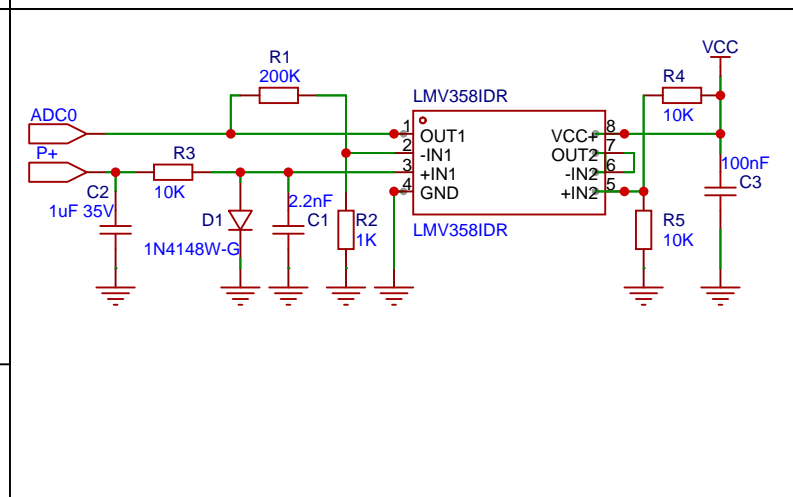 R1
200K
VCC
R4
10K
LMV358IDR
ADC0
1
OUT1
VCC+
8
2
-IN1
OUT2
7
P+
3
+IN1
-IN2
6
4
GND
+IN2
5
R3
10K
100nF
C3
C2
1uF 35V
2.2nF
C1
D1
1N4148W-G
R2
1K
LMV358IDR
R5
10K